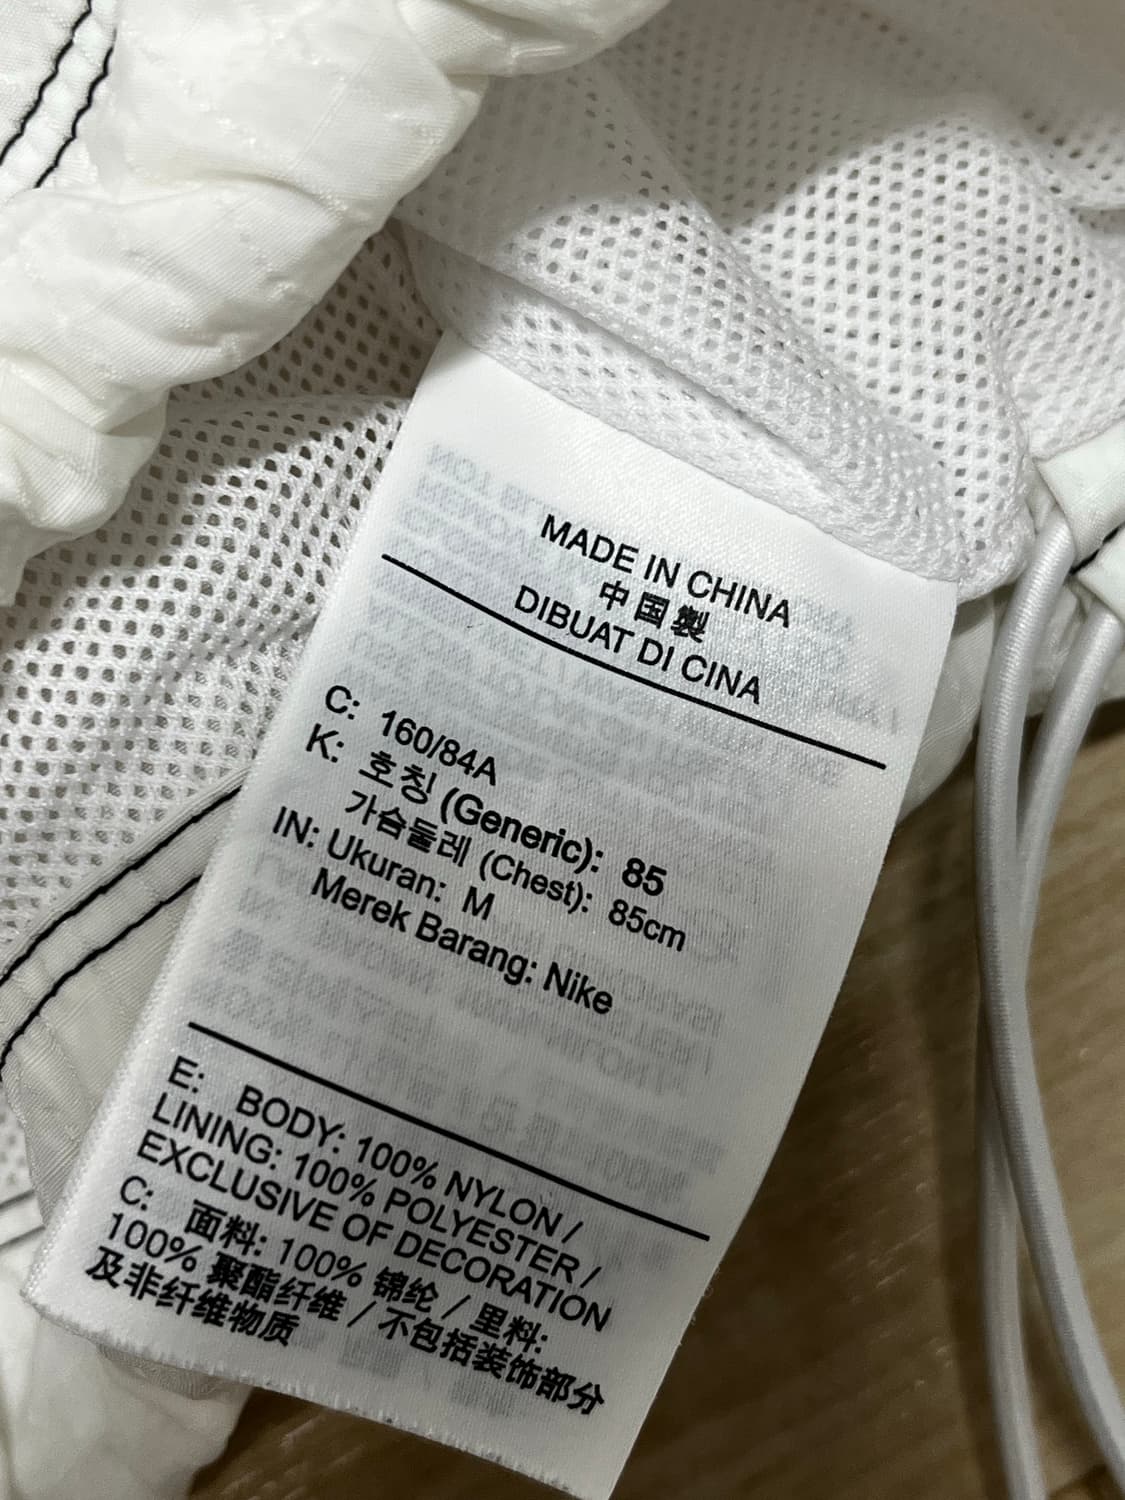 MADE IN CHINA
中国製
DIBUAT DI CINA
C: 160/84A
K: 호칭 (Generic): 85
가슴둘레 (Chest): 85cm
IN: Ukuran: M
Merek Barang: Nike
E: BODY: 100% NYLON /
LINING: 100% POLYESTER /
EXCLUSIVE OF DECORATION
C: 面料: 100% 锦纶 / 里料:
100% 聚酯纤维 / 不包括装饰部分
及非纤维物质